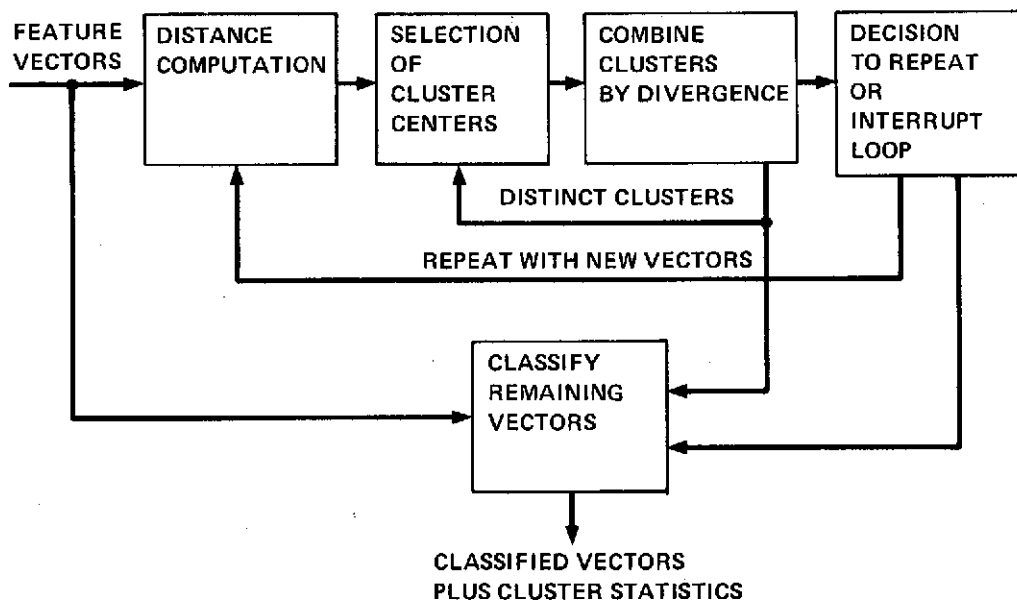 FEATURE
VECTORS
DISTANCE
COMPUTATION
SELECTION
OF
CLUSTER
CENTERS
COMBINE
CLUSTERS
BY DIVERGENCE
DECISION
TO REPEAT
OR
INTERRUPT
LOOP
DISTINCT CLUSTERS
REPEAT WITH NEW VECTORS
CLASSIFY
REMAINING
VECTORS
CLASSIFIED VECTORS
PLUS CLUSTER STATISTICS